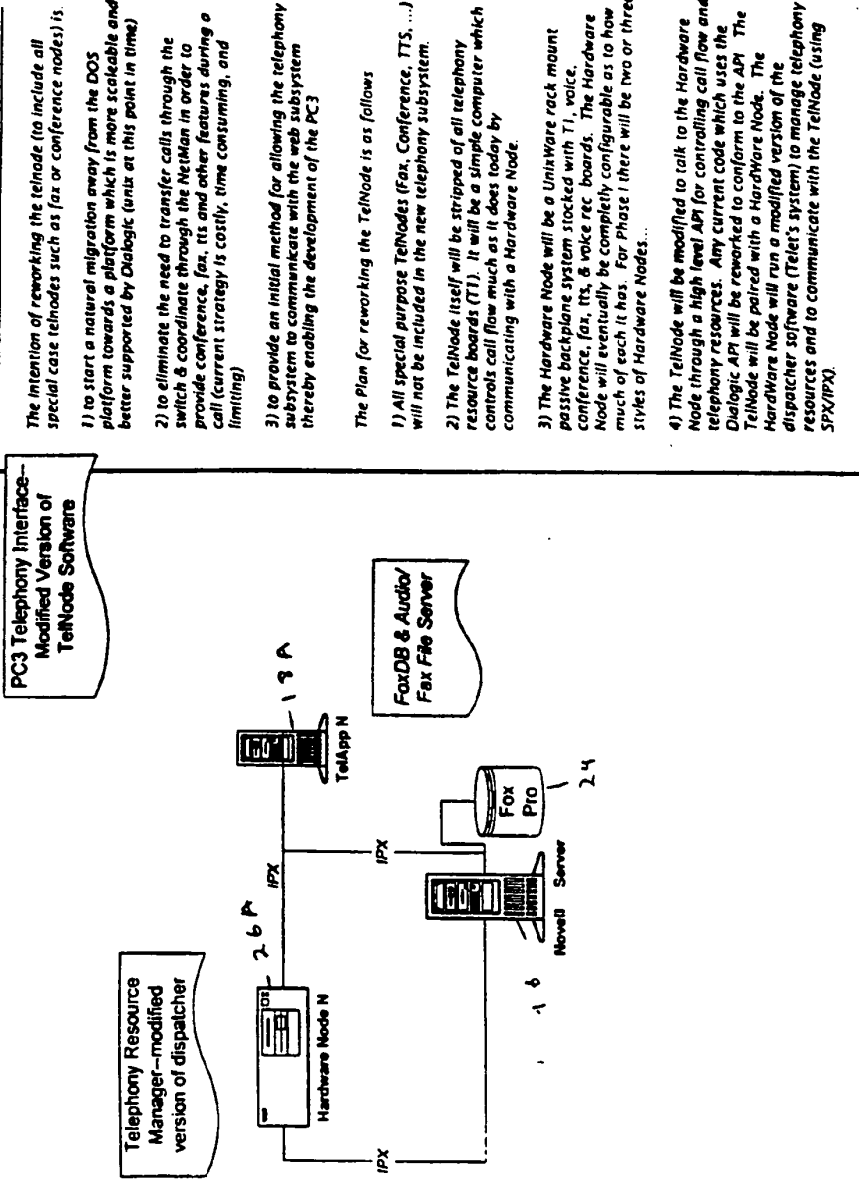 PC3 Telephony Interface--
Modified Version of
TelNode Software
Telephony Resource
Manager--modified
version of dispatcher
26A
Hardware Node N
IPX
18A
TelApp N
IPX
IPX
FoxDB & Audio/
Fax File Server
Fox
Pro
24
Novell Server
The intention of reworking the telnode (to include all
special case telnodes such as fax or conference nodes) is
1) to start a natural migration away from the DOS
platform towards a platform which is more scaleable and
better supported by Dialogic (unix at this point in time)
2) to eliminate the need to transfer calls through the
switch & coordinate through the NetMan in order to
provide conference, fax, tts and other features during a
call (current strategy is costly, time consuming, and
limiting)
3) to provide an initial method for allowing the telephony
subsystem to communicate with the web subsystem
thereby enabling the development of the PC3
The Plan for reworking the TelNode is as follows
1) All special purpose TelNodes (Fax, Conference, TTS, ...)
will not be included in the new telephony subsystem.
2) The TelNode itself will be stripped of all telephony
resource boards (T1). It will be a simple computer which
controls call flow much as it does today by
communicating with a Hardware Node.
3) The Hardware Node will be a UnixWare rack mount
passive backplane system stocked with T1, voice,
conference, fax, tts, & voice rec boards. The Hardware
Node will eventually be completly configurable as to how
much of each it has. For Phase I there will be two or three
styles of Hardware Nodes...
4) The TelNode will be modified to talk to the Hardware
Node through a high level API for controlling call flow and
telephony resources. Any current code which uses the
Dialogic API will be reworked to conform to the API The
TelNode will be paired with a HardWare Node. The
HardWare Node will run a modified version of the
dispatcher software (Telet's system) to manage telephony
resources and to communicate with the TelNode (using
SPX/IPX).